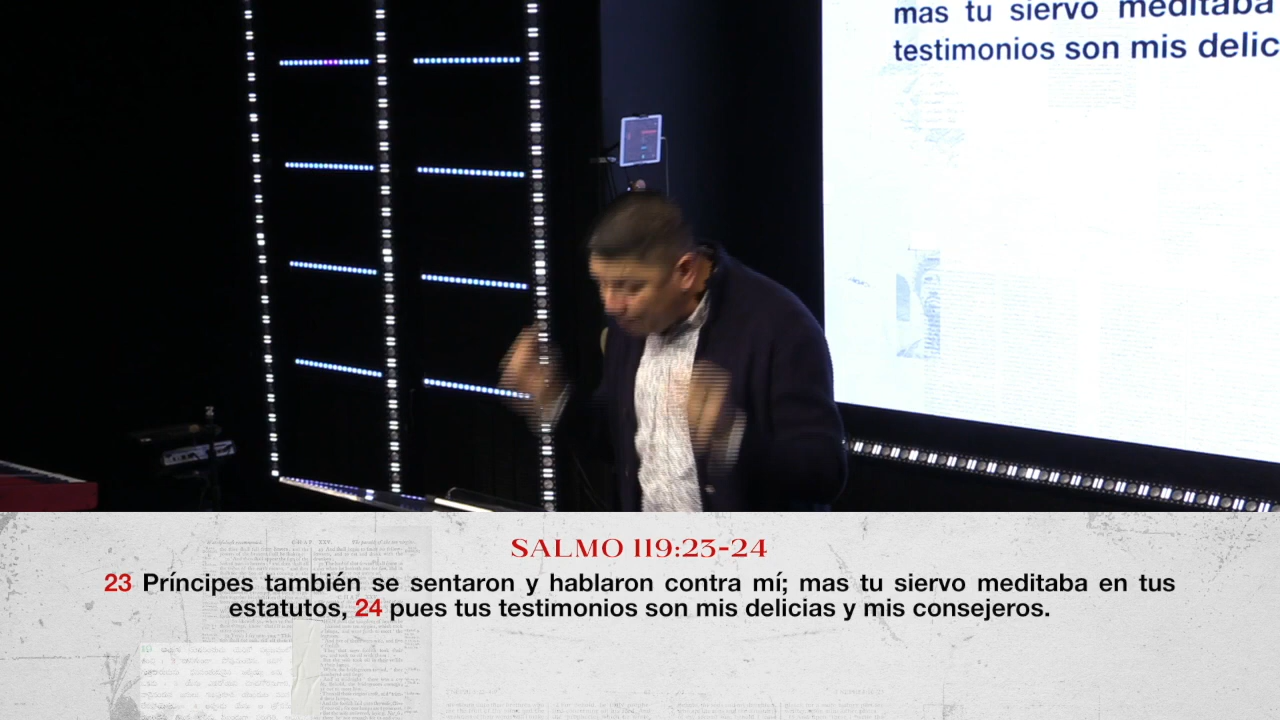 mas tu siervo meditaba
testimonios son mis delic
SALMO 119:23-24
23 Príncipes también se sentaron y hablaron contra mí; mas tu siervo meditaba en tus
estatutos, 24 pues tus testimonios son mis delicias y mis consejeros.